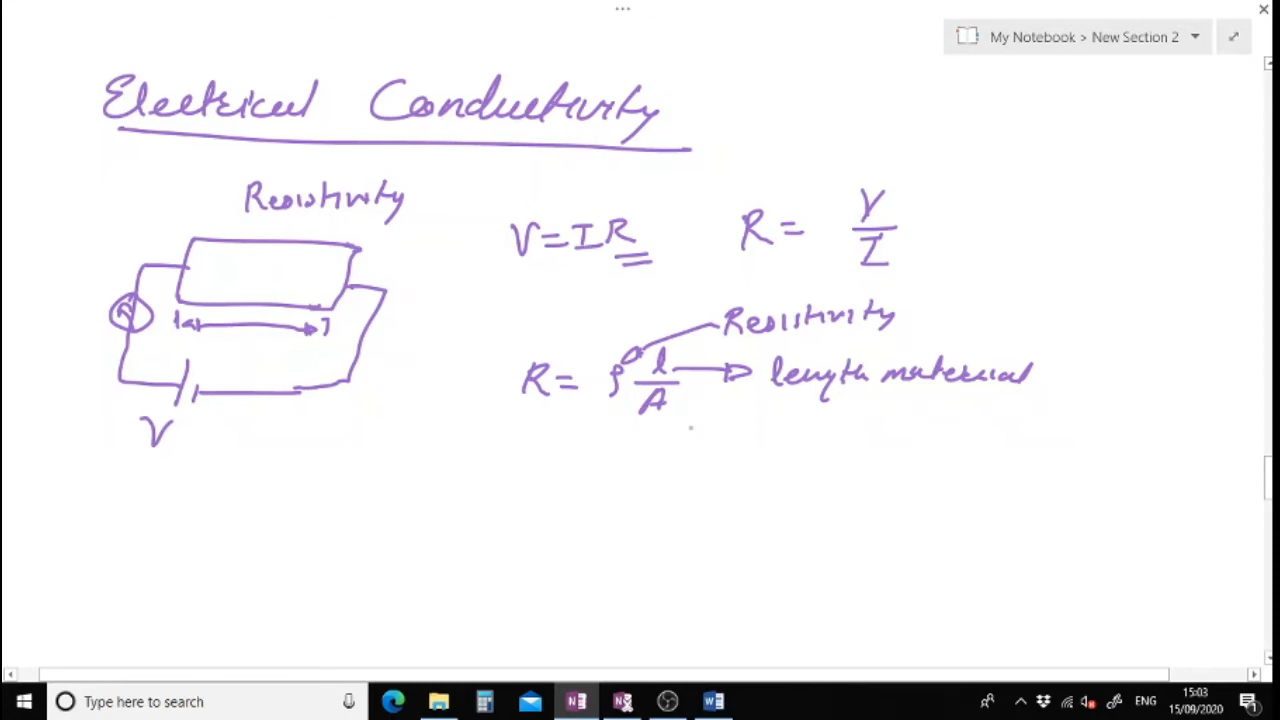 My Notebook > New Section 2
Electrical Conductivity
Resistivity
V=IR R= V/I
Resistivity
R= ρ l/A length material
V
Type here to search
ENG
15:03
15/09/2020
1